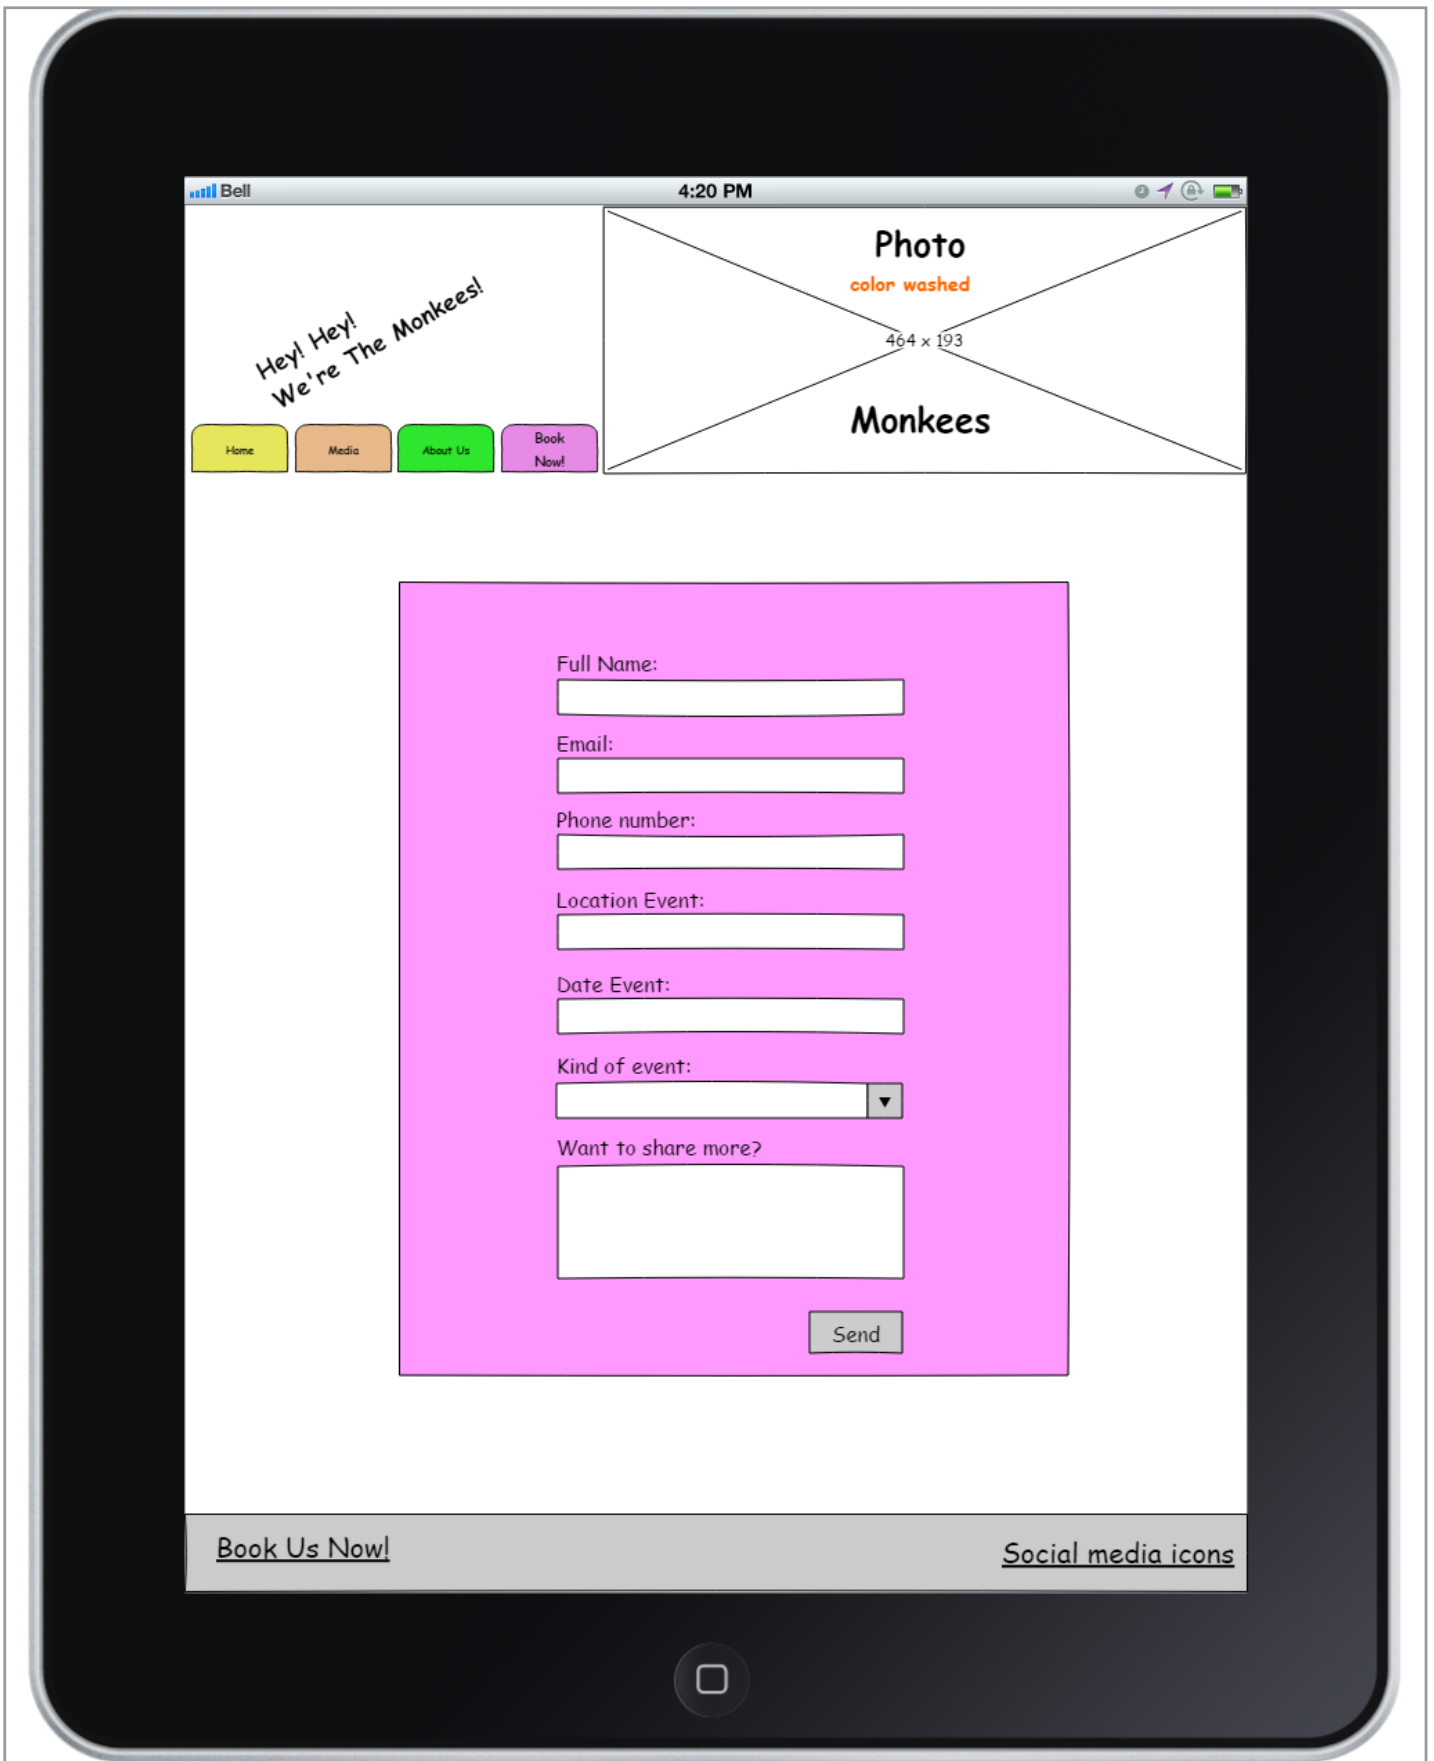 Bell
4:20 PM
Hey! Hey!
We're The Monkees!
Photo
color washed
464 x 193
Monkees
Home
Media
About Us
Book
Now!
Full Name:
Email:
Phone number:
Location Event:
Date Event:
Kind of event:
Want to share more?
Send
Book Us Now!
Social media icons